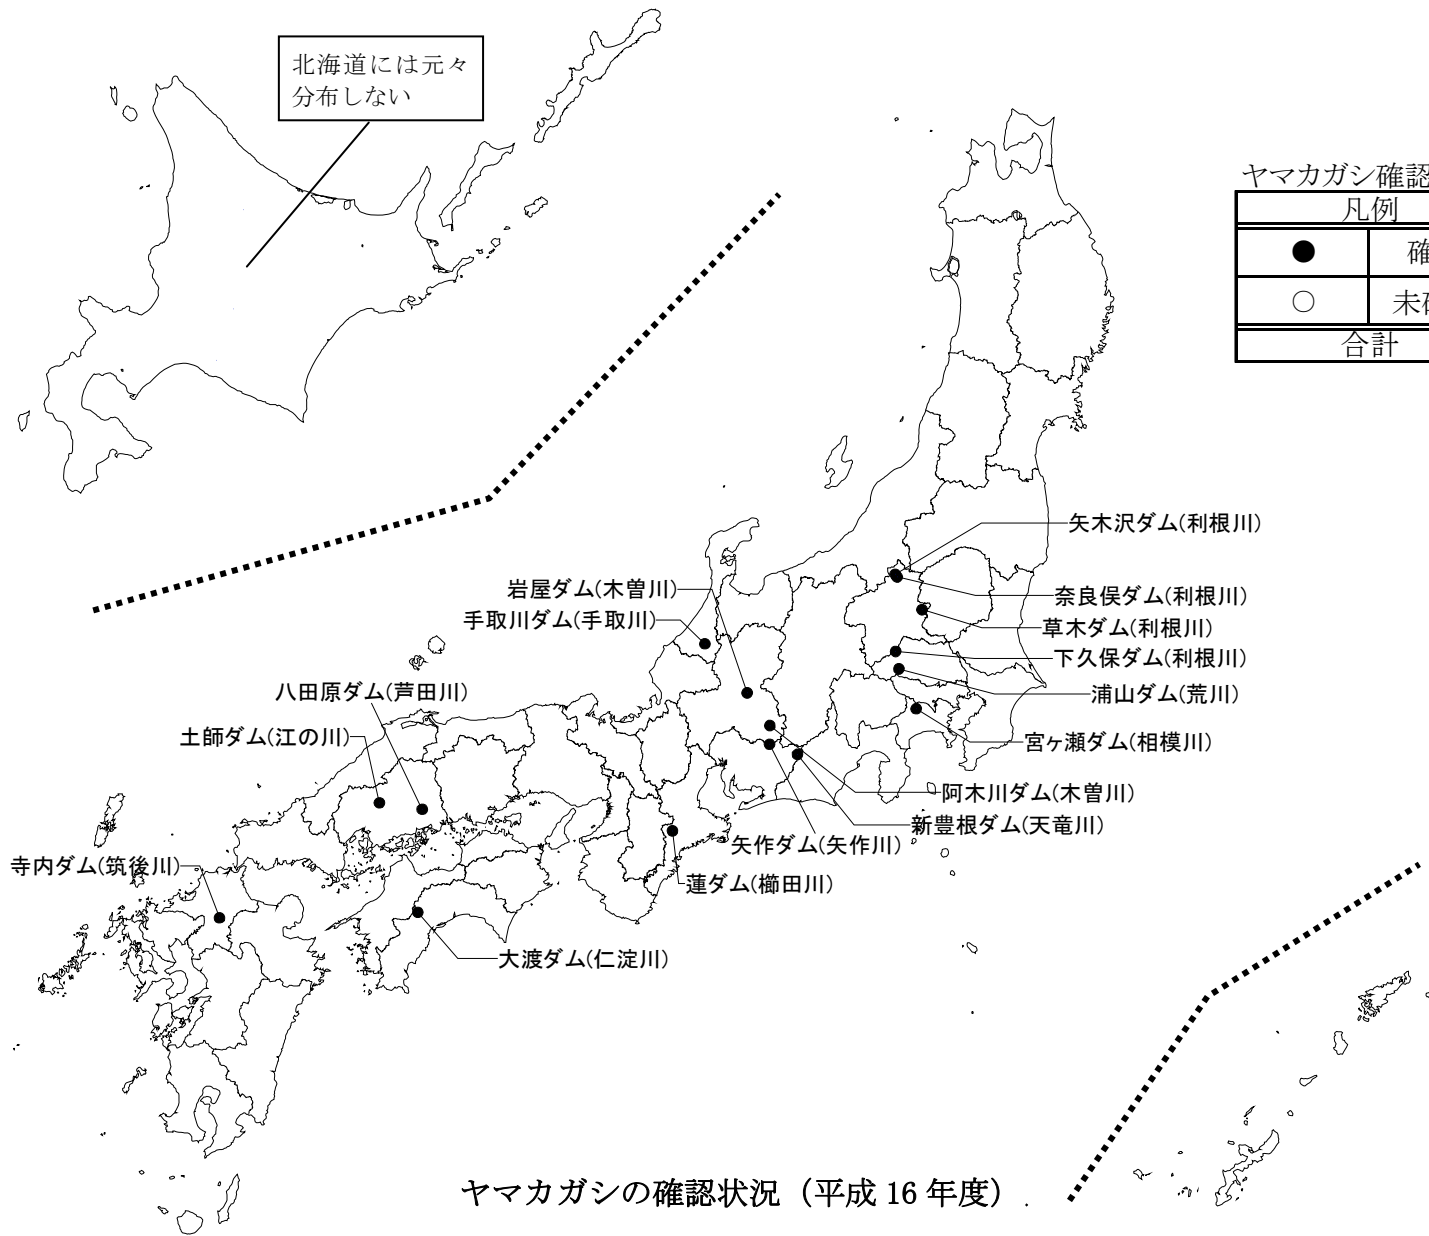 北海道には元々
分布しない
ヤマカガシ確認
凡例
● 確
○ 未
合計
矢木沢ダム(利根川)
岩屋ダム(木曽川)
奈良俣ダム(利根川)
手取川ダム(手取川)
草木ダム(利根川)
下久保ダム(利根川)
八田原ダム(芦田川)
浦山ダム(荒川)
土師ダム(江の川)
宮ヶ瀬ダム(相模川)
阿木川ダム(木曽川)
新豊根ダム(天竜川)
矢作ダム(矢作川)
寺内ダム(筑後川)
蓮ダム(櫛田川)
大渡ダム(仁淀川)
ヤマカガシの確認状況（平成 16 年度）